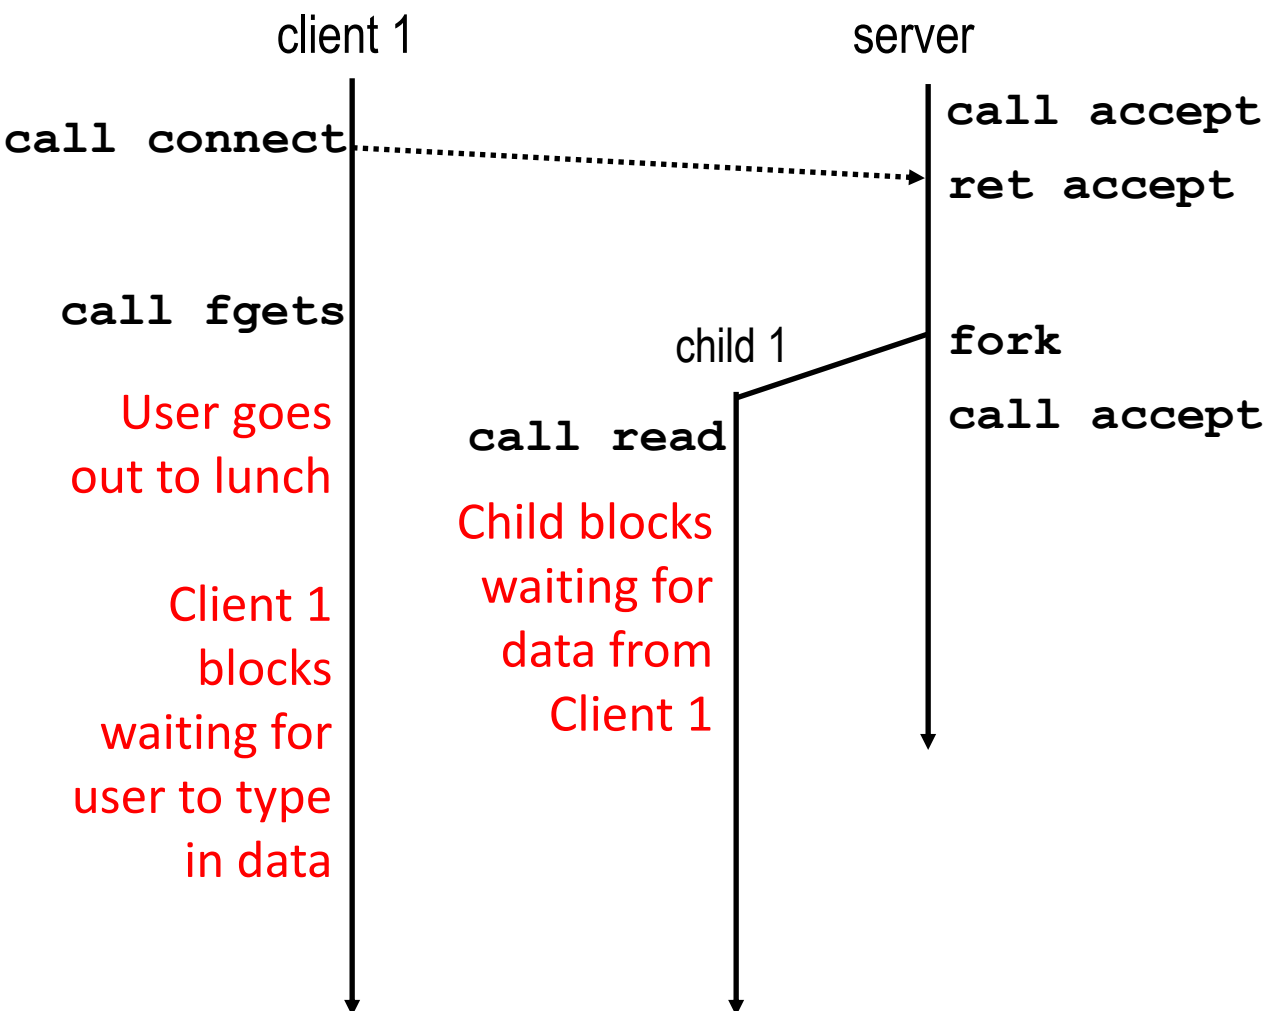 client 1
server
call connect
call accept
ret accept
call fgets
child 1
fork
call accept
User goes
out to lunch
call read
Child blocks
waiting for
data from
Client 1
Client 1
blocks
waiting for
user to type
in data